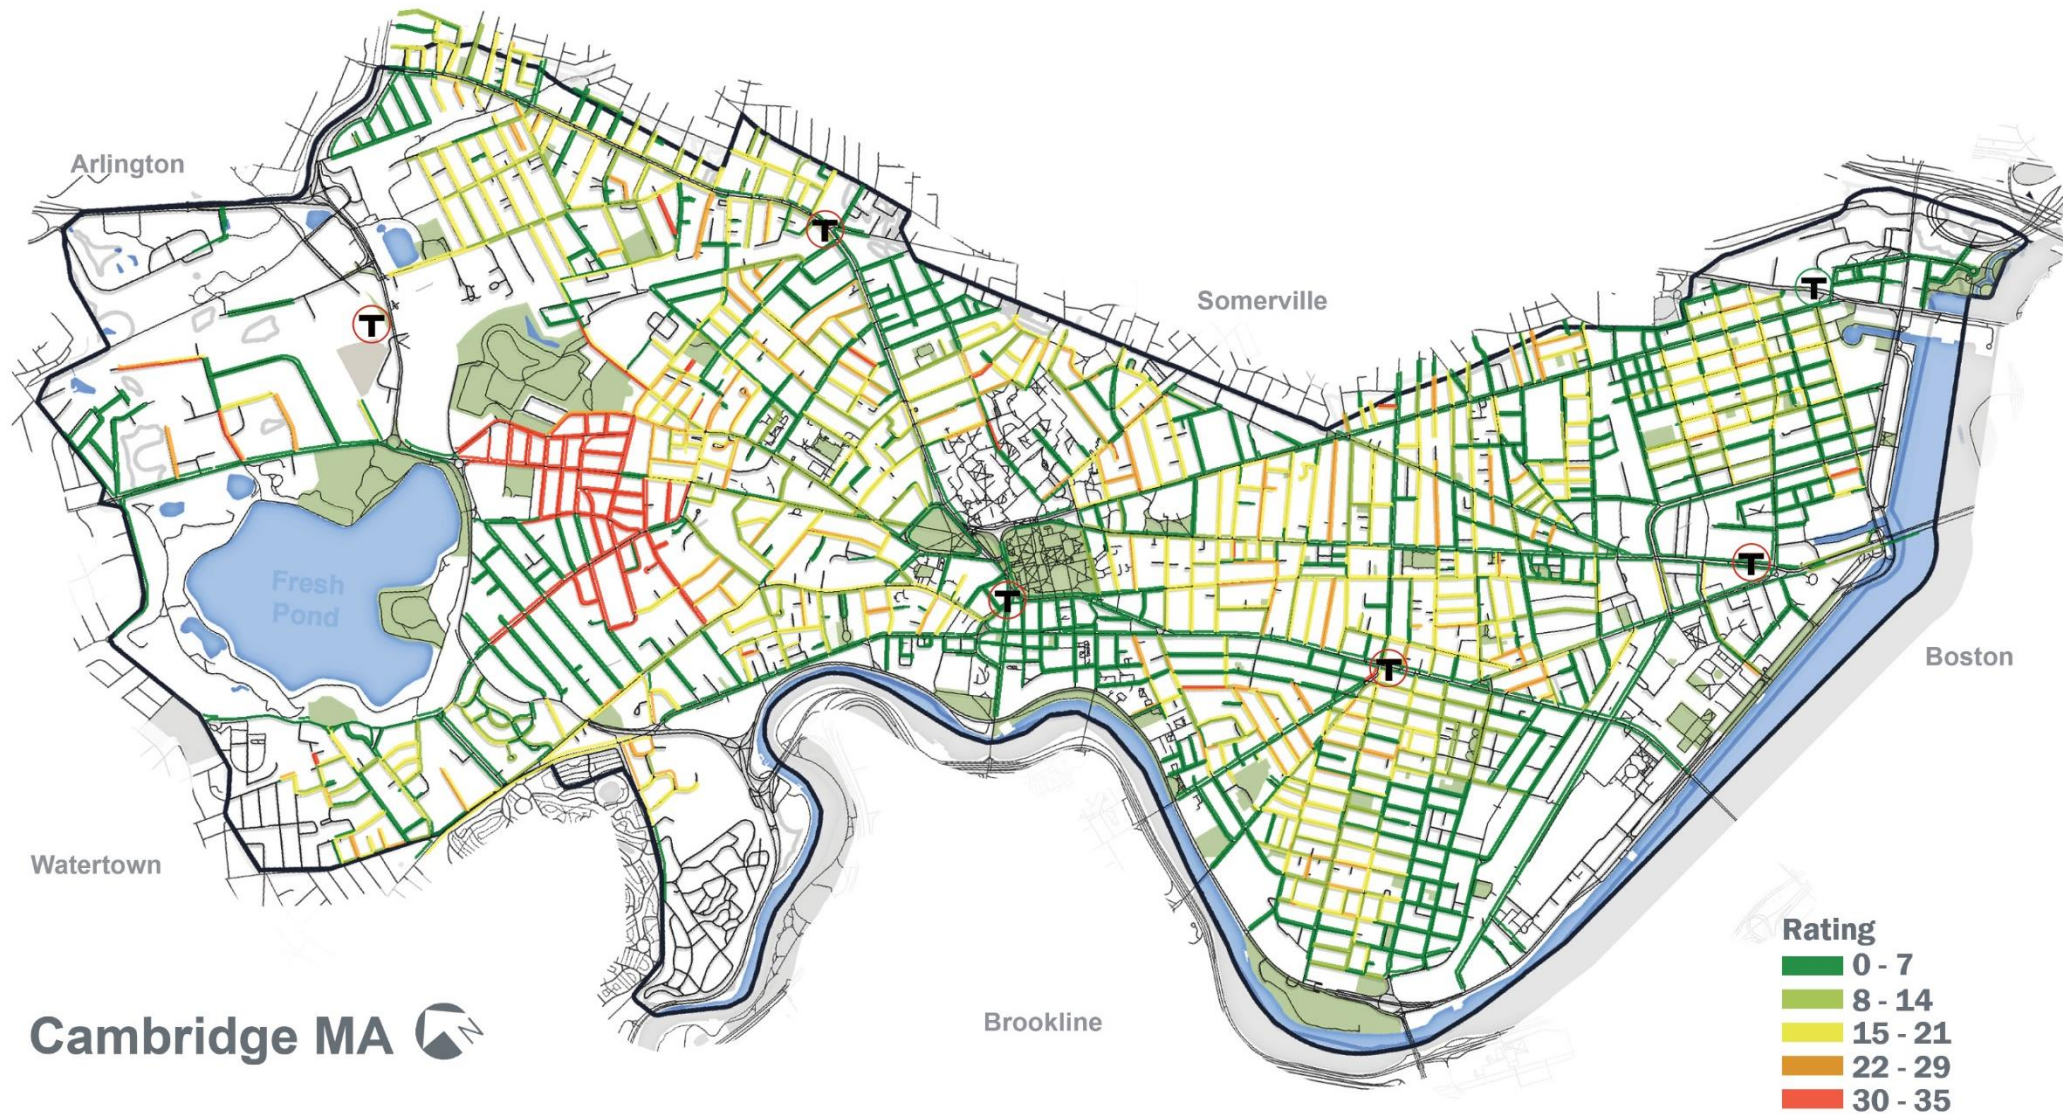 Arlington
Somerville
Fresh
Pond
T
T
T
T
T
T
Boston
Watertown
Brookline
Cambridge MA
N
Rating
0 - 7
8 - 14
15 - 21
22 - 29
30 - 35